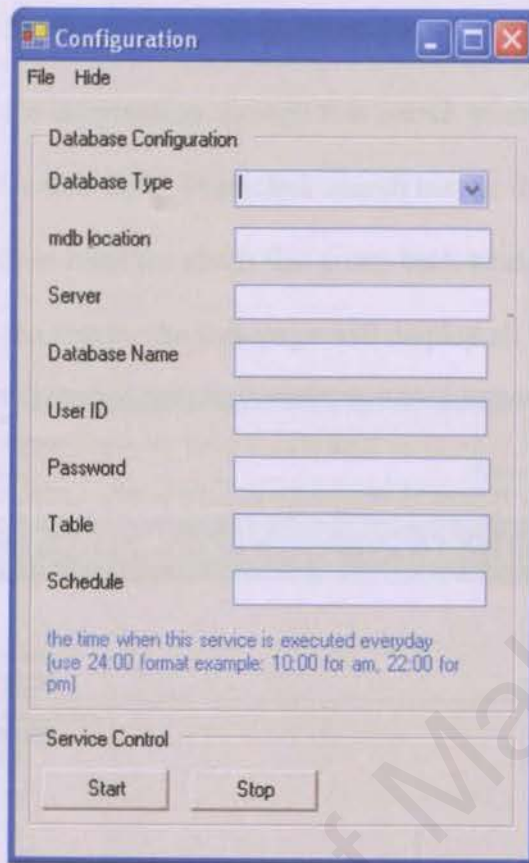 Configuration
File Hide
Database Configuration
Database Type
mdb location
Server
Database Name
User ID
Password
Table
Schedule
the time when this service is executed everyday
(use 24:00 format example: 10:00 for am, 22:00 for
pm)
Service Control
Start Stop
of Mal